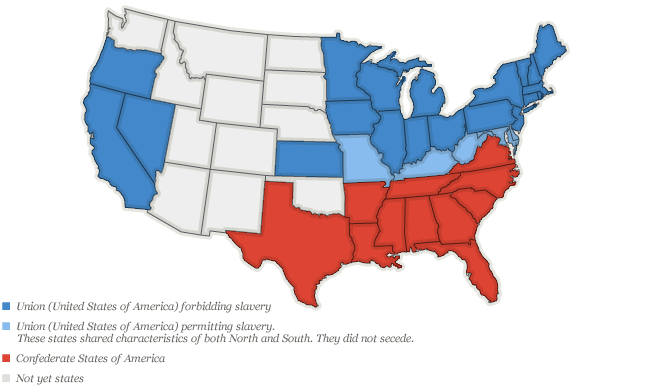 Union (United States of America) forbidding slavery
Union (United States of America) permitting slavery.
These states shared characteristics of both North and South. They did not secede.
Confederate States of America
Not yet states